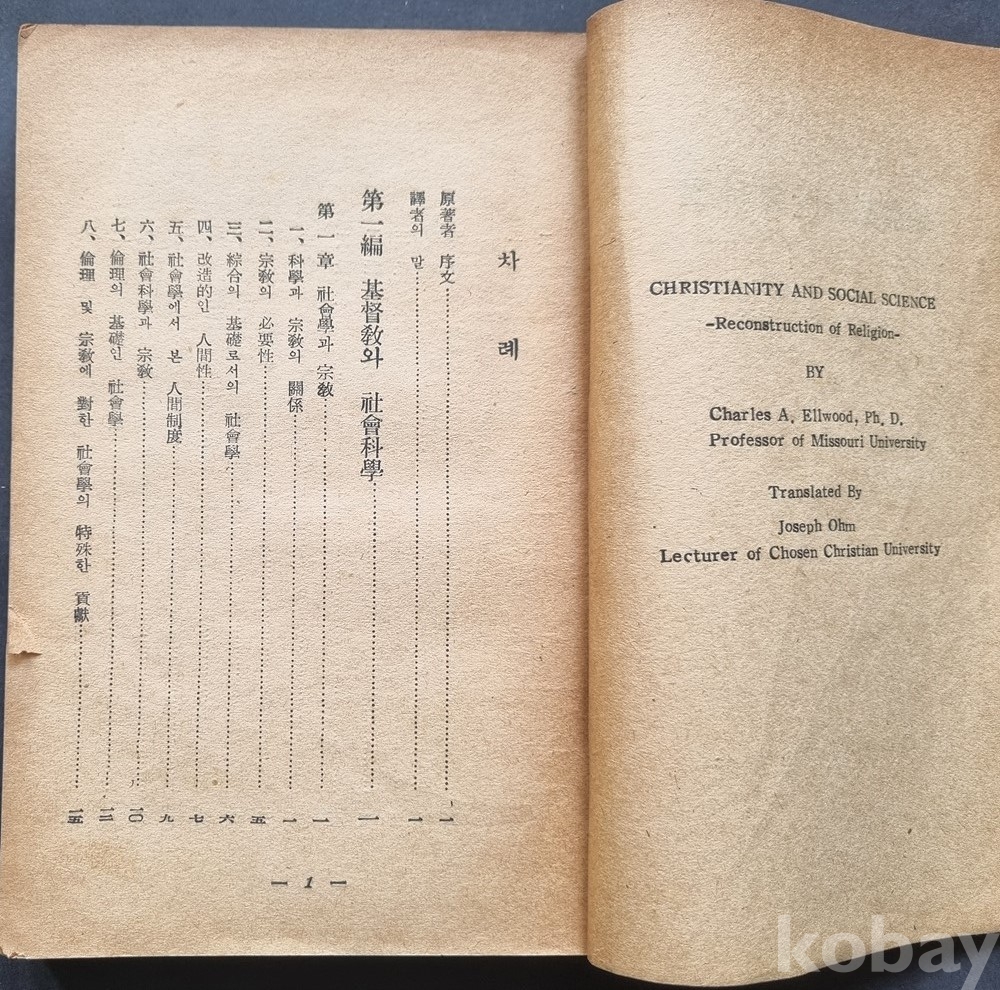 CHRISTIANITY AND SOCIAL SCIENCE
-Reconstruction of Religion-
BY
Charles A. Ellwood, Ph. D.
Professor of Missouri University
Translated By
Joseph Ohm
Lecturer of Chosen Christian University
차 례
原著者 序文 一
譯者의 말 一
第一編 基督敎와 社會科學 一
第一章 社會學과 宗敎 一
一、科學과 宗敎의 關係 一
二、宗敎의 必要性 五
三、綜合의 基礎로서의 社會學 六
四、改造的인 人間性 七
五、社會學에서 본 人間制度 九
六、社會科學과 宗敎 一〇
七、倫理의 基礎인 社會學 一二
八、倫理 및 宗敎에 對한 社會學의 特殊한 貢獻 一五
— 1 —
kobay